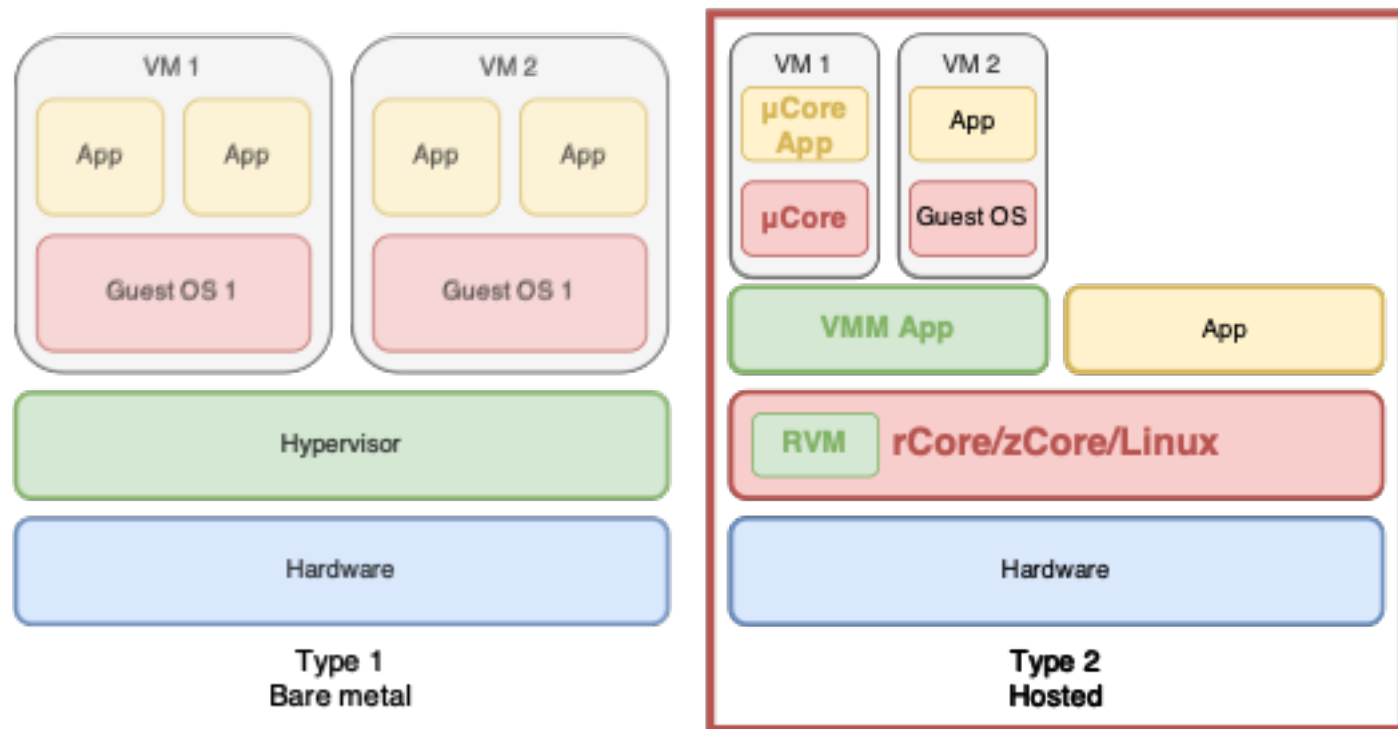 VM 1
App
App
Guest OS 1
VM 2
App
App
Guest OS 1
Hypervisor
Hardware
Type 1
Bare metal
VM 1
μCore
App
μCore
VM 2
App
Guest OS
VMM App
App
RVM
rCore/zCore/Linux
Hardware
Type 2
Hosted